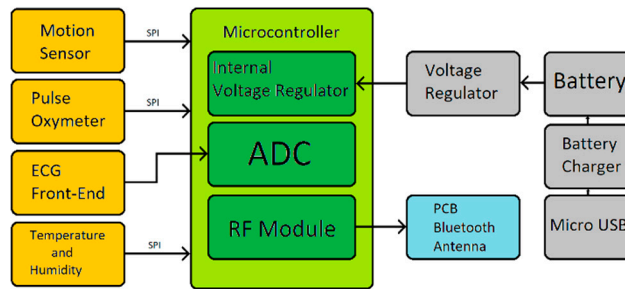 Motion
Sensor
SPI
Pulse
Oxymeter
SPI
ECG
Front-End
Temperature
and
Humidity
SPI
Microcontroller
Internal
Voltage Regulator
ADC
RF Module
Voltage
Regulator
Battery
Battery
Charger
Micro USB
PCB
Bluetooth
Antenna